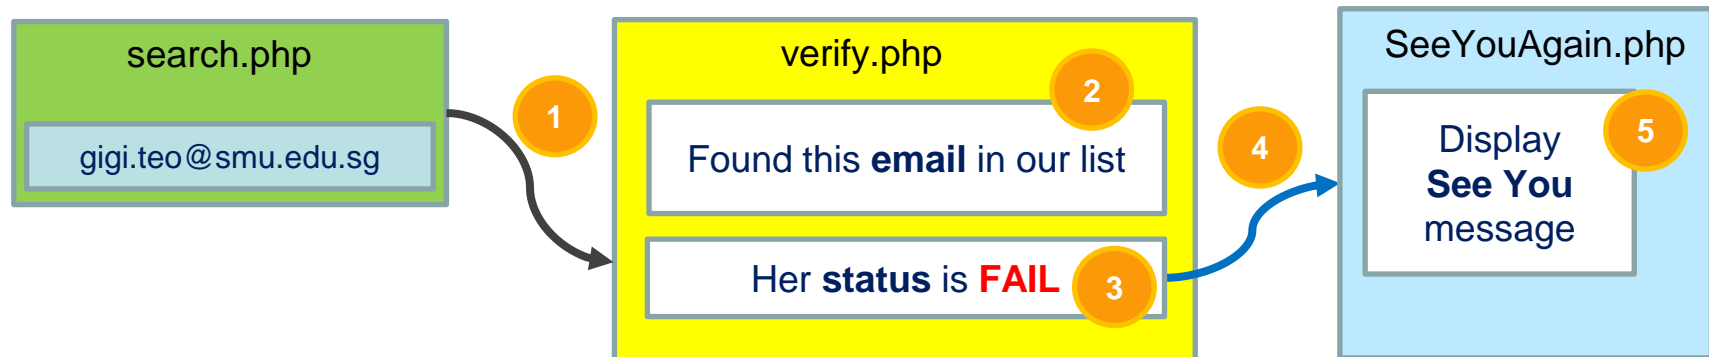 search.php
gigi.teo@smu.edu.sg
1
verify.php
2
Found this email in our list
Her status is FAIL
3
4
SeeYouAgain.php
5
Display
See You
message